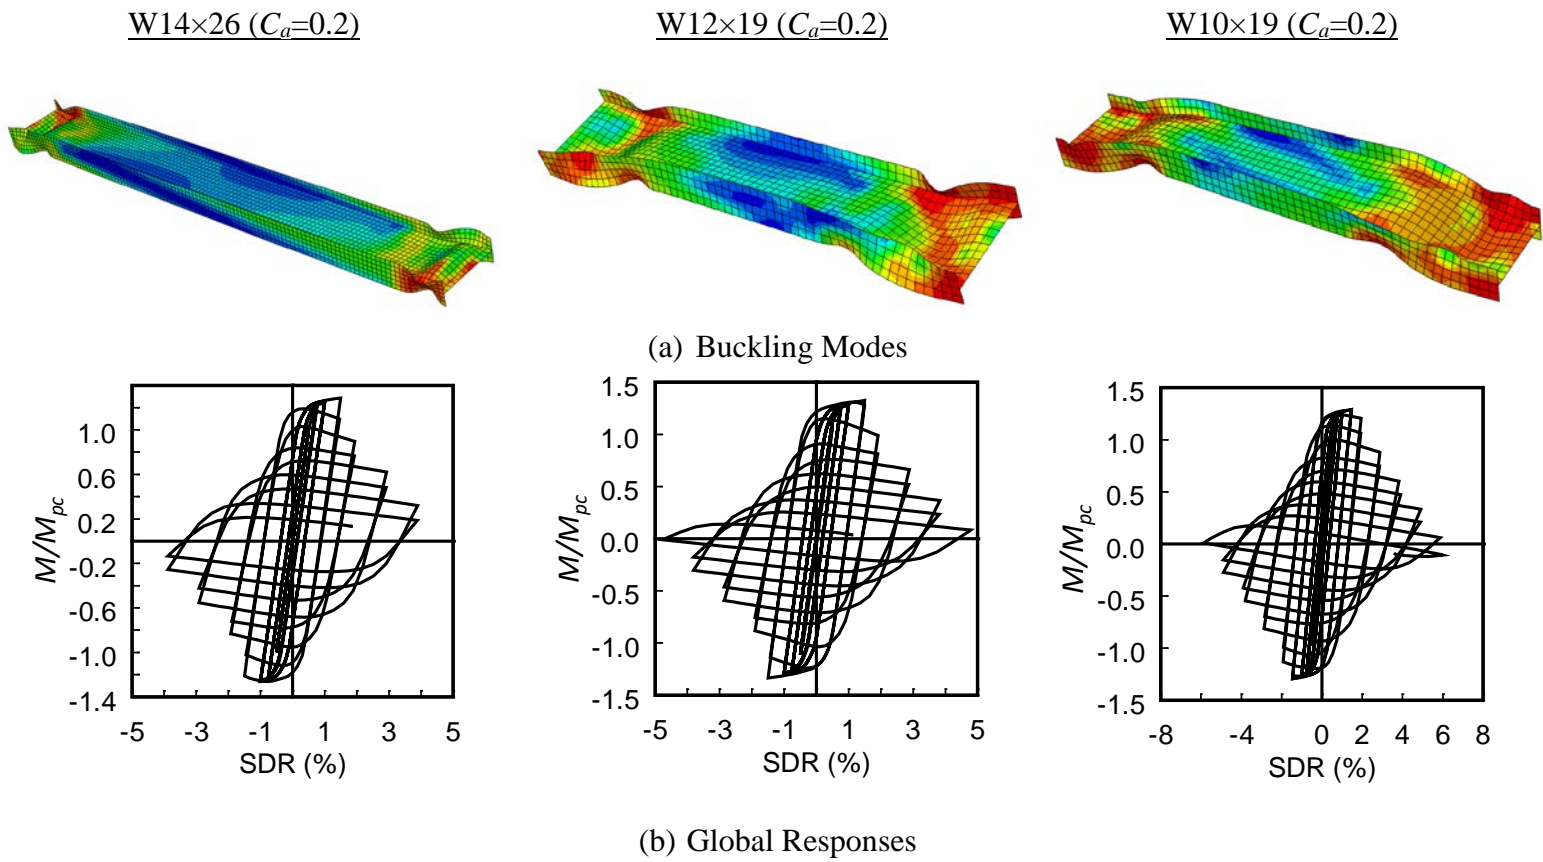 W14×26 (Ca=0.2) W12×19 (Ca=0.2) W10×19 (Ca=0.2)
(a) Buckling Modes
M/Mpc
1.0
0.6
0.2
-0.2
-0.6
-1.0
-1.4
-5 -3 -1 1 3 5
SDR (%)
M/Mpc
1.5
1.0
0.5
0.0
-0.5
-1.0
-1.5
-5 -3 -1 1 3 5
SDR (%)
M/Mpc
1.5
1.0
0.5
0.0
-0.5
-1.0
-1.5
-8 -4 0 2 4 6 8
SDR (%)
(b) Global Responses